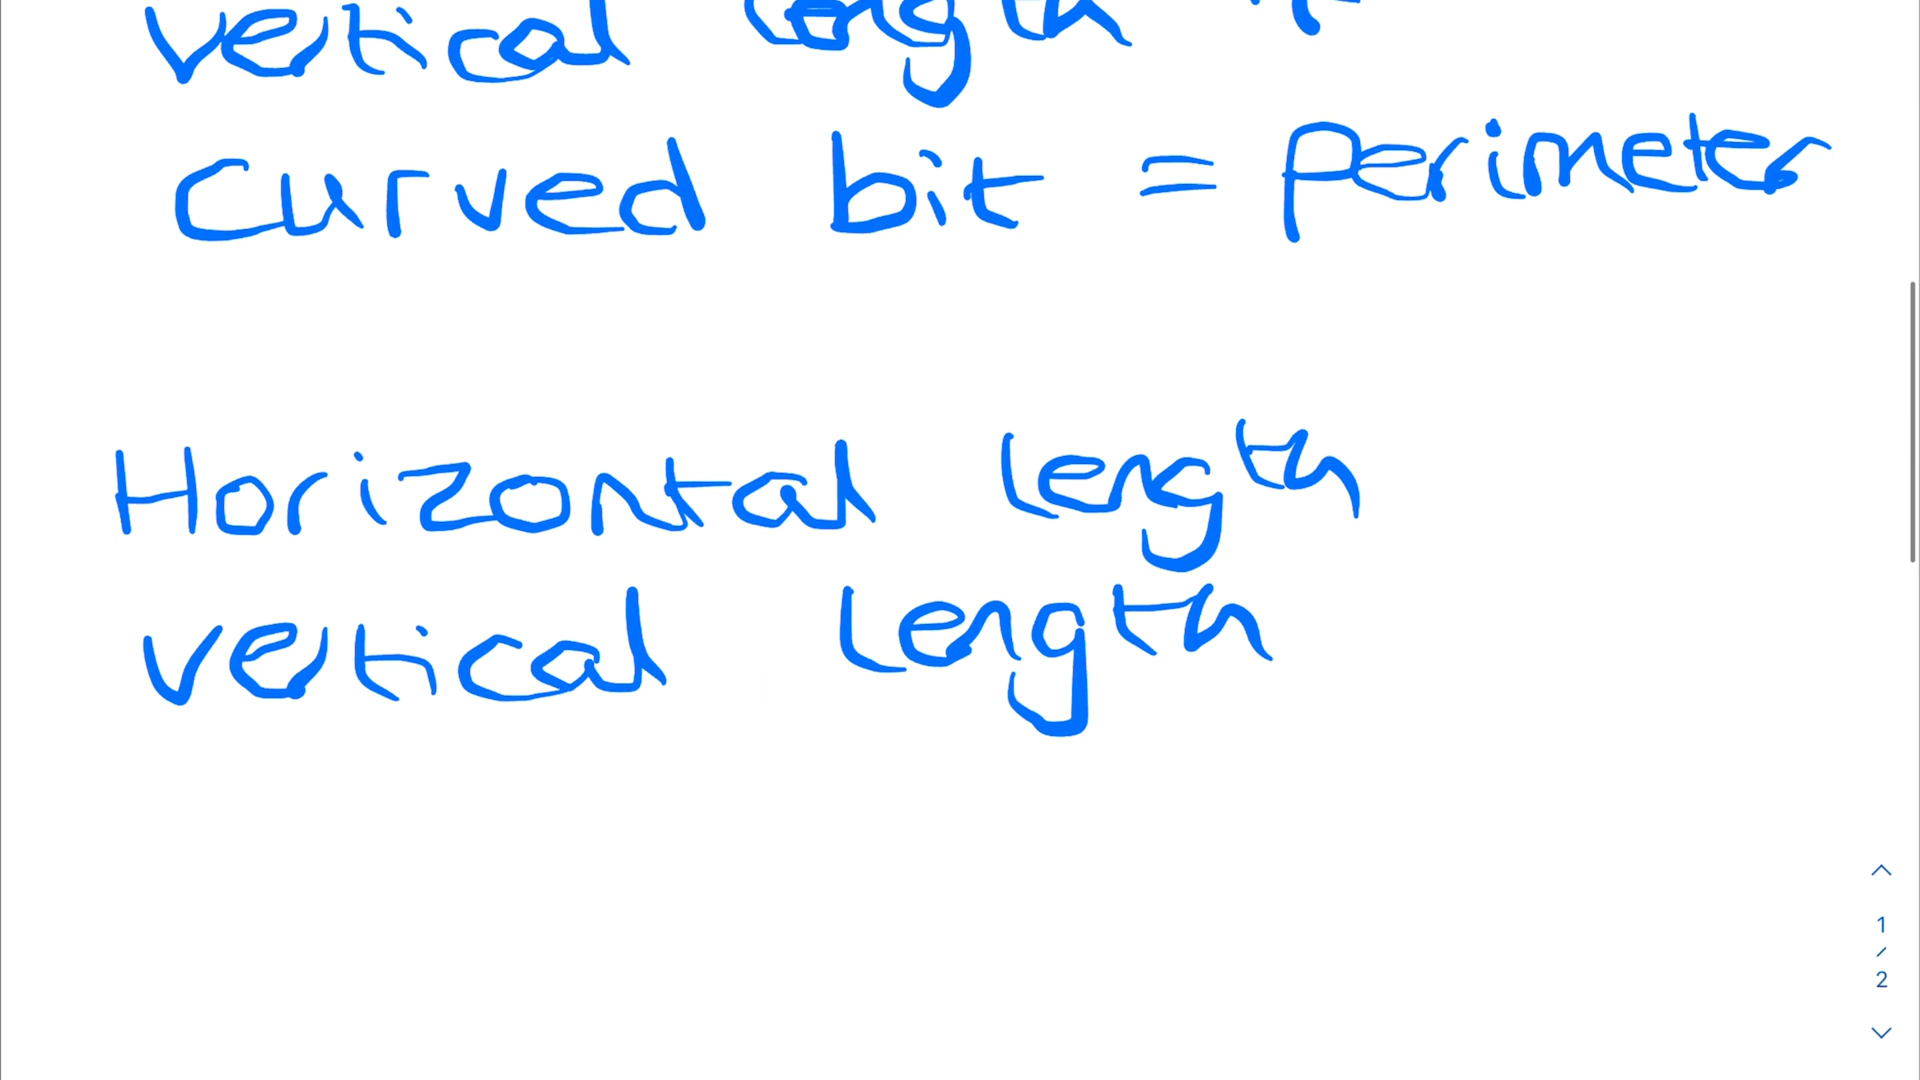 vertical length +
curved bit = perimeter
Horizontal length
vertical length
1
/
2